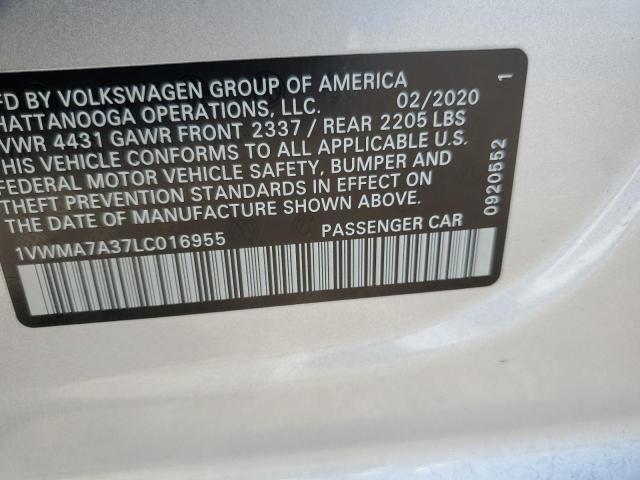 FD BY VOLKSWAGEN GROUP OF AMERICA
HATTANOOGA OPERATIONS, LLC. 02/2020
VWR 4431 GAWR FRONT 2337 / REAR 2205 LBS
THIS VEHICLE CONFORMS TO ALL APPLICABLE U.S.
FEDERAL MOTOR VEHICLE SAFETY, BUMPER AND
THEFT PREVENTION STANDARDS IN EFFECT ON
THE DATE OF MANUFACTURE SHOWN ABOVE.
1VWMA7A37LC016955 PASSENGER CAR
0920552 1